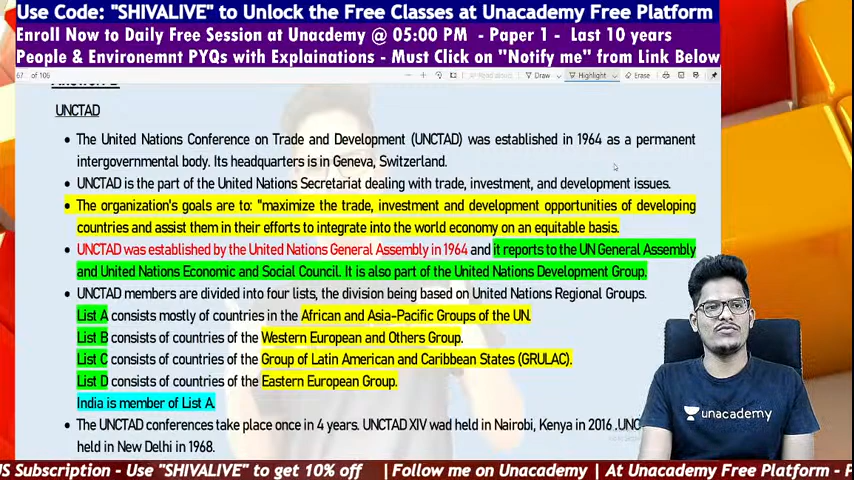 Use Code: "SHIVALIVE" to Unlock the Free Classes at Unacademy Free Platform
Enroll Now to Daily Free Session at Unacdemy @ 05:00 PM - Paper 1 - Last 10 years
People & Environemnt PYQs with Explainations - Must Click on "Notify me" from Link Below
67 of 106
Draw
Highlight
Erase
UNCTAD
• The United Nations Conference on Trade and Development (UNCTAD) was established in 1964 as a permanent
intergovernmental body. Its headquarters is in Geneva, Switzerland.
• UNCTAD is the part of the United Nations Secretariat dealing with trade, investment, and development issues.
• The organization's goals are to: "maximize the trade, investment and development opportunities of developing
countries and assist them in their efforts to integrate into the world economy on an equitable basis.
• UNCTAD was established by the United Nations General Assembly in 1964 and it reports to the UN General Assembly
and United Nations Economic and Social Council. It is also part of the United Nations Development Group.
• UNCTAD members are divided into four lists, the division being based on United Nations Regional Groups.
List A consists mostly of countries in the African and Asia-Pacific Groups of the UN.
List B consists of countries of the Western European and Others Group.
List C consists of countries of the Group of Latin American and Caribbean States (GRULAC).
List D consists of countries of the Eastern European Group.
India is member of List A.
• The UNCTAD conferences take place once in 4 years. UNCTAD XIV wad held in Nairobi, Kenya in 2016 .UNC
held in New Delhi in 1968.
unacademy
US Subscription - Use "SHIVALIVE" to get 10% off | Follow me on Unacademy | At Unacademy Free Platform - P